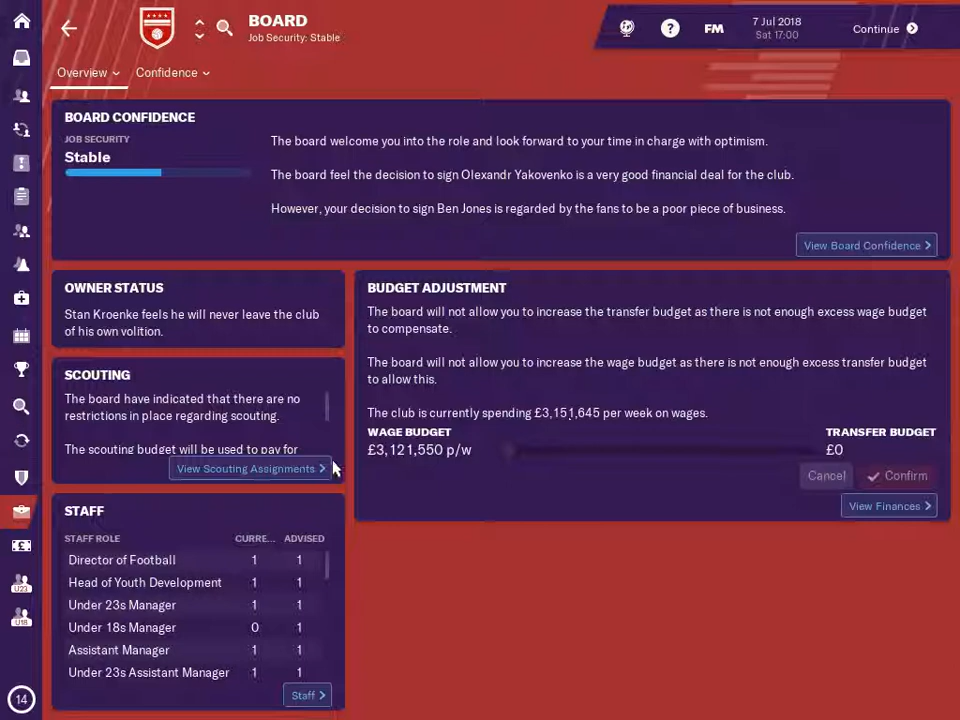 BOARD
Job Security: Stable
7 Jul 2018
Sat 17:00
? FM Continue
Overview Confidence
BOARD CONFIDENCE
JOB SECURITY
Stable
The board welcome you into the role and look forward to your time in charge with optimism.
The board feel the decision to sign Olexandr Yakovenko is a very good financial deal for the club.
However, your decision to sign Ben Jones is regarded by the fans to be a poor piece of business.
View Board Confidence
OWNER STATUS
Stan Kroenke feels he will never leave the club
of his own volition.
SCOUTING
The board have indicated that there are no
restrictions in place regarding scouting.
The scouting budget will be used to pay for
View Scouting Assignments
BUDGET ADJUSTMENT
The board will not allow you to increase the transfer budget as there is not enough excess wage budget
to compensate.
The board will not allow you to increase the wage budget as there is not enough excess transfer budget
to allow this.
The club is currently spending £3,151,645 per week on wages.
WAGE BUDGET TRANSFER BUDGET
£3,121,550 p/w £0
Cancel Confirm
View Finances
STAFF
STAFF ROLE CURRE... ADVISED
Director of Football 1 1
Head of Youth Development 1 1
Under 23s Manager 1 1
Under 18s Manager 0 1
Assistant Manager 1 1
Under 23s Assistant Manager 1 1
Staff
U23
U18
14